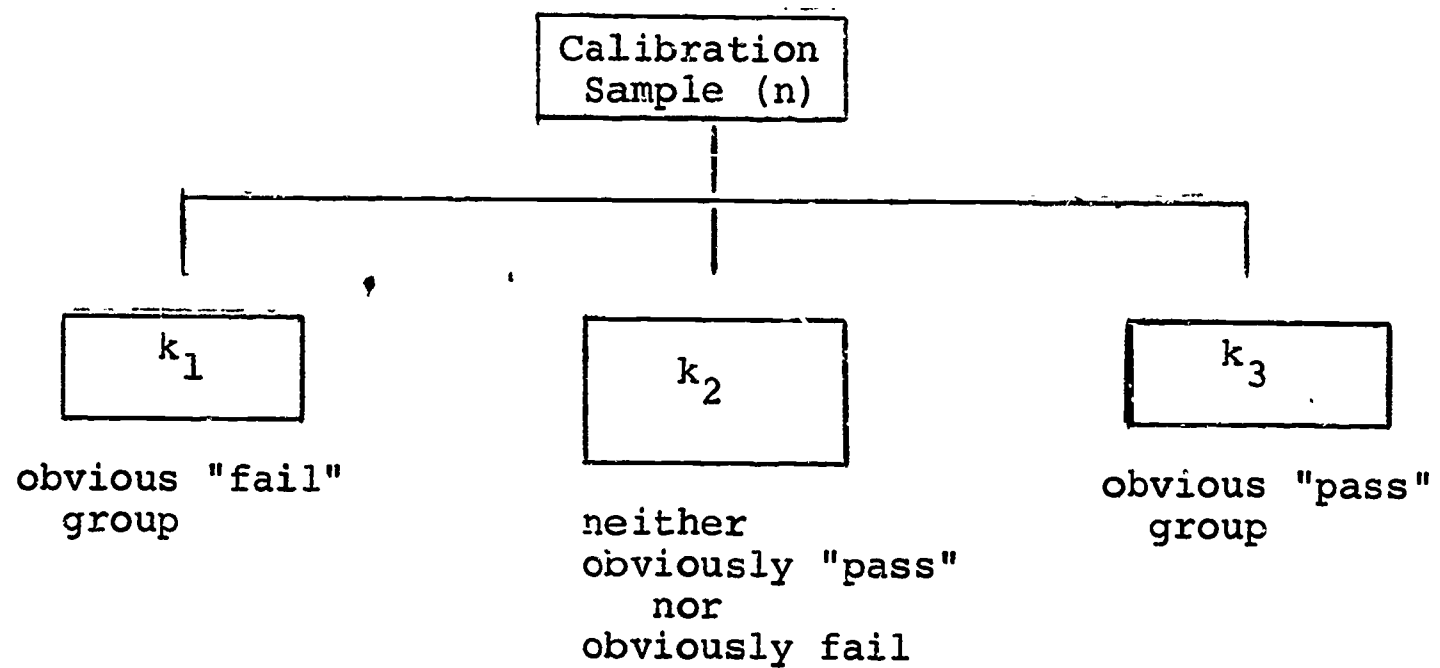 Calibration
Sample (n)
k₁
k₂
k₃
obvious "fail"
group
neither
obviously "pass"
nor
obviously fail
obvious "pass"
group